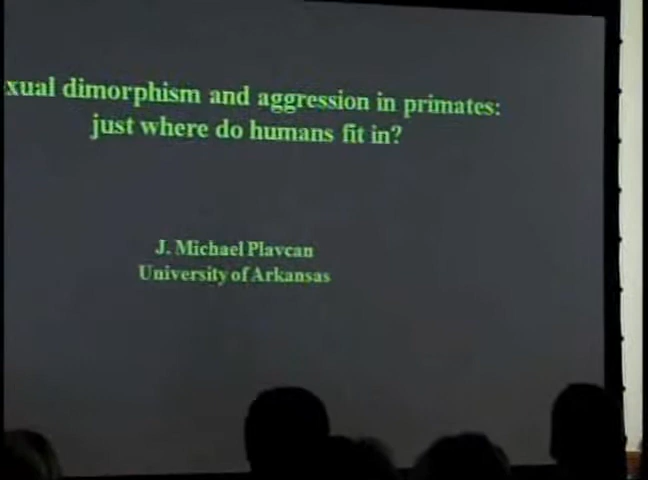 xual dimorphism and aggression in primates:
just where do humans fit in?
J. Michael Plavcan
University of Arkansas